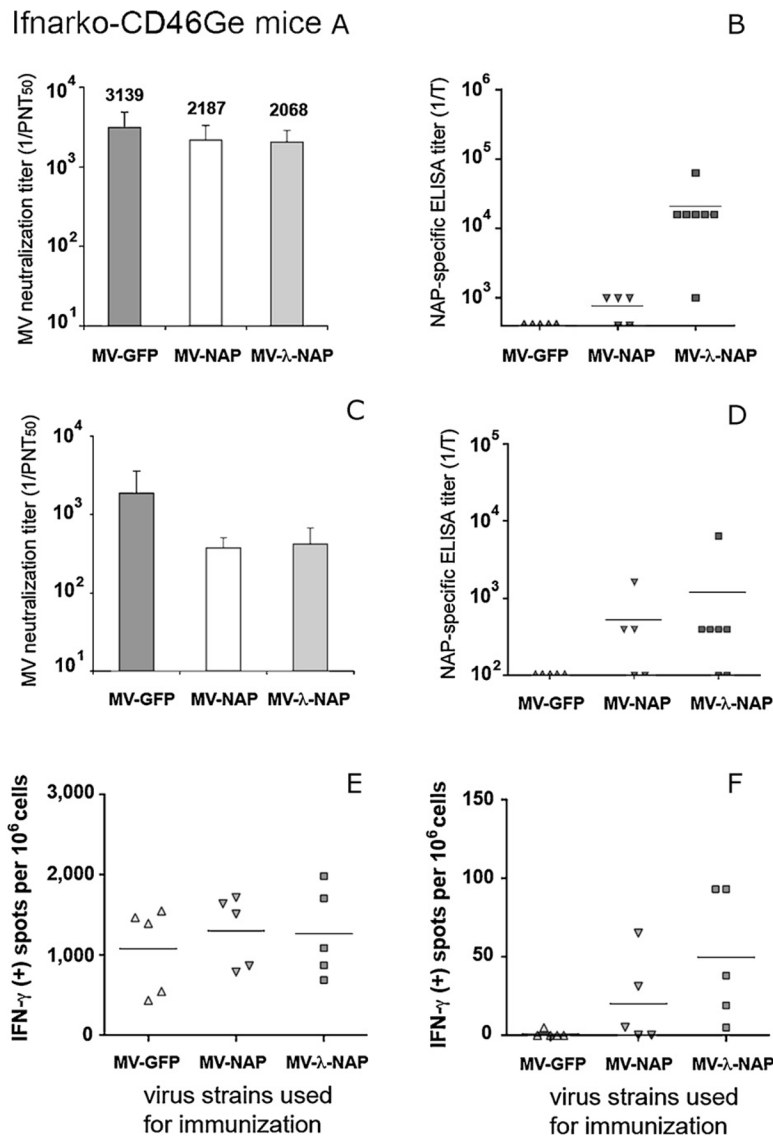 Ifnarko-CD46Ge mice A
B
MV neutralization titer (1/PNT50)
10^4
10^3
10^2
10^1
3139
2187
2068
MV-GFP MV-NAP MV-λ-NAP
NAP-specific ELISA titer (1/T)
10^6
10^5
10^4
10^3
MV-GFP MV-NAP MV-λ-NAP
C
MV neutralization titer (1/PNT50)
10^4
10^3
10^2
10^1
MV-GFP MV-NAP MV-λ-NAP
D
NAP-specific ELISA titer (1/T)
10^5
10^4
10^3
10^2
MV-GFP MV-NAP MV-λ-NAP
E
IFN-γ (+) spots per 10^6 cells
3,000
2,000
1,000
0
MV-GFP MV-NAP MV-λ-NAP
virus strains used
for immunization
F
IFN-γ (+) spots per 10^6 cells
150
100
50
0
MV-GFP MV-NAP MV-λ-NAP
virus strains used
for immunization